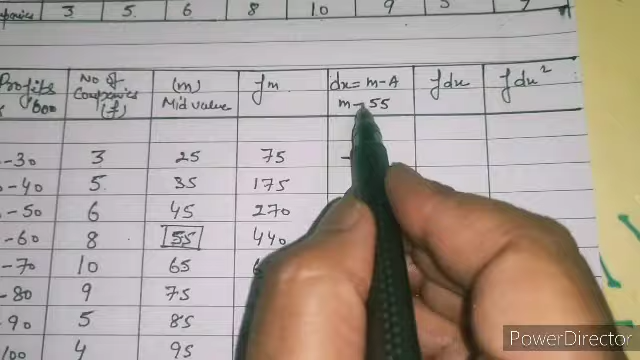 3 5 6 8 10 9 5 7
Profits No of (m) fm dx = m-A fdx fdx²
Companies Mid value m-55
(f)
-30 3 25 75 -
-40 5 35 175
-50 6 45 270
-60 8 55 440
-70 10 65
-80 9 75
-90 5 85
100 4 95
PowerDirector